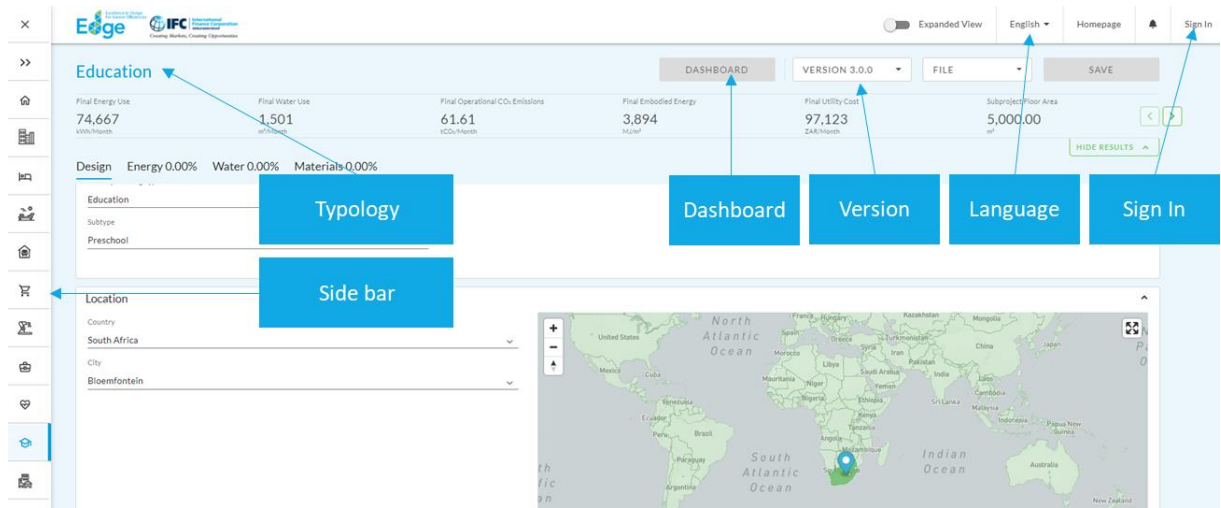 Edge
IFC International Finance Corporation
Creating Markets, Creating Opportunities
Expanded View
English
Homepage
Sign In
Education
DASHBOARD
VERSION 3.0.0
FILE
SAVE
Final Energy Use
Final Water Use
Final Operational CO₂ Emissions
Final Embodied Energy
Final Utility Cost
Subproject Floor Area
74,667
1,501
61.61
3,894
97,123
5,000.00
kWh/Month
m³/Month
tCO₂/Month
MJ/m²
ZAR/Month
m²
HIDE RESULTS
Design
Energy 0.00%
Water 0.00%
Materials 0.00%
Education
Subtype
Preschool
Typology
Dashboard
Version
Language
Sign In
Side bar
Location
Country
South Africa
City
Bloemfontein
North
Atlantic
Ocean
United States
Mexico
Cuba
Venezuela
Ecuador
Peru
Brazil
Paraguay
Argentina
France
Hungary
Spain
Greece
Morocco
Mauritania
Libya
Niger
Nigeria
Syria
Iran
Saudi Arabia
Yemen
Ethiopia
Kenya
Tanzania
Angola
Mozambique
Kazakhstan
Turkmenistan
Pakistan
India
Sri Lanka
Mongolia
China
Japan
Laos
Cambodia
Malaysia
Indonesia
Papua New
Guinea
Australia
New Zealand
South
Atlantic
Ocean
Indian
Ocean